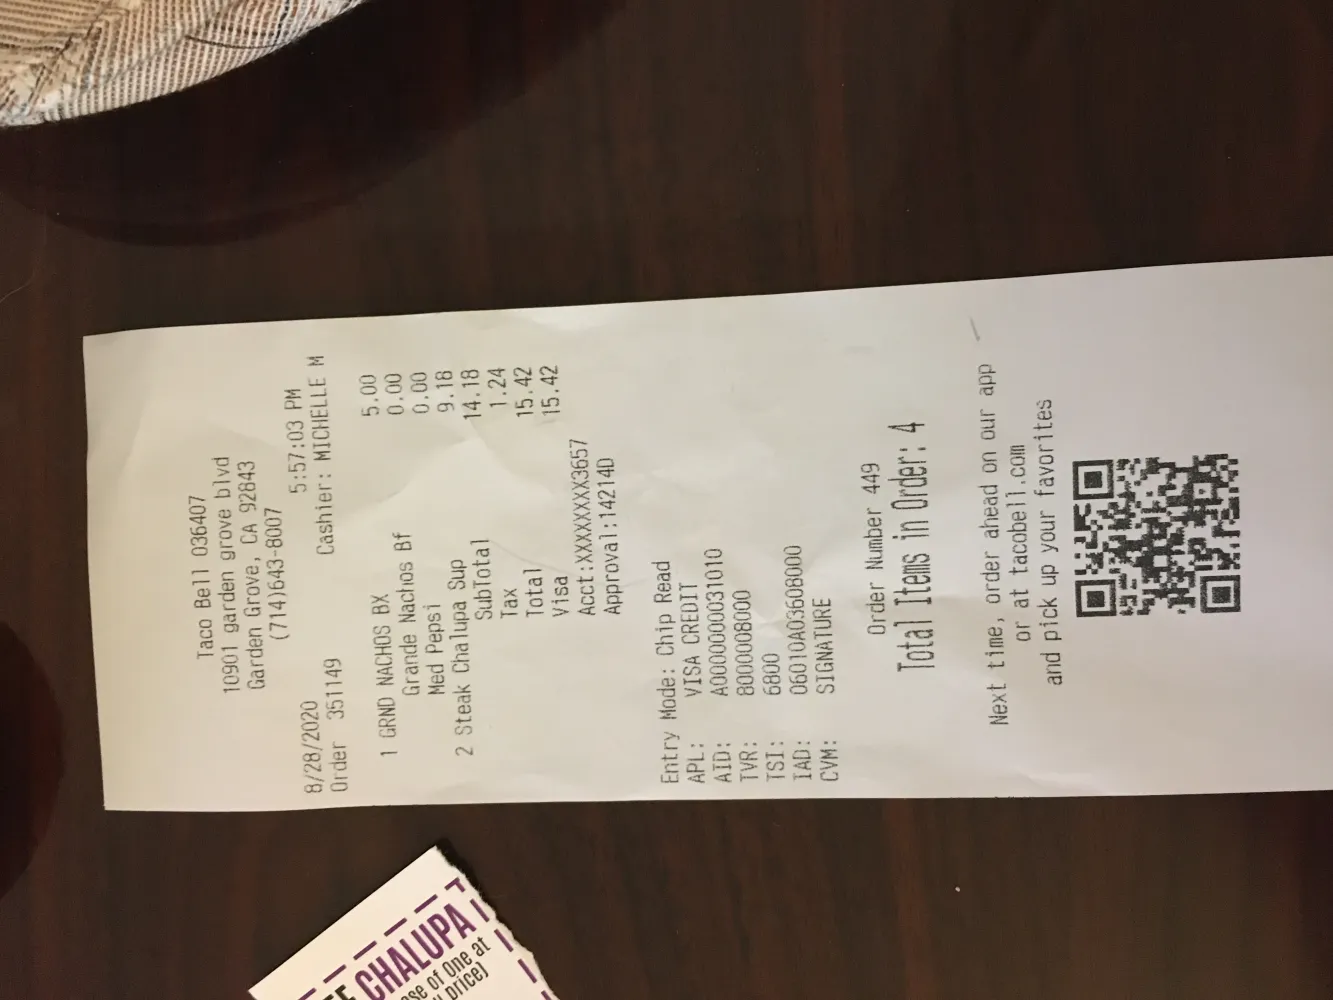 Taco Bell 036407
10901 garden grove blvd
Garden Grove, CA 92843
(714)643-8007
8/28/2020 5:57:03 PM
Order 351149 Cashier: MICHELLE M
1 GRND NACHOS BX 5.00
Grande Nachos Bf 0.00
Med Pepsi 0.00
2 Steak Chalupa Sup 9.18
SubTotal 14.18
Tax 1.24
Total 15.42
Visa 15.42
Acct:XXXXXXXX3657
Approval:14214D
Entry Mode: Chip Read
APL: VISA CREDIT
AID: A0000000031010
TVR: 8000008000
TSI: 6800
IAD: 06010A03608000
CVM: SIGNATURE
Order Number 449
Total Items in Order: 4
Next time, order ahead on our app
or at tacobell.com
and pick up your favorites
CHALUPA
of One at
price)